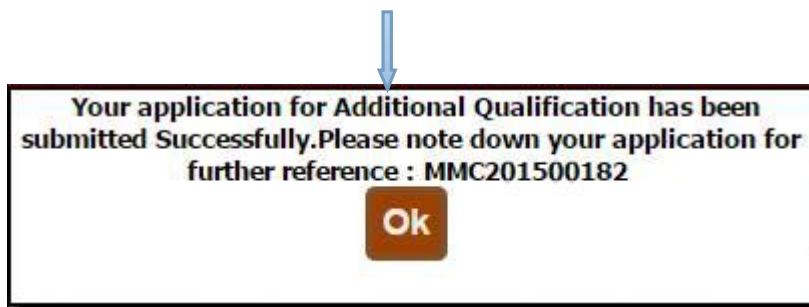 Your application for Additional Qualification has been
submitted Successfully.Please note down your application for
further reference : MMC201500182
Ok